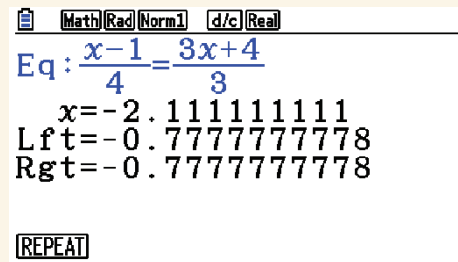 Math Rad Norm1 d/c Real
Eq:(x-1)/4=(3x+4)/3
x=-2.111111111
Lft=-0.7777777778
Rgt=-0.7777777778
REPEAT